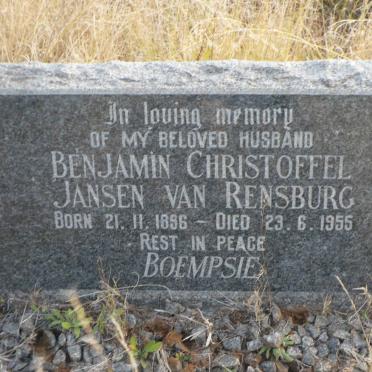 In loving memory
OF MY BELOVED HUSBAND
BENJAMIN CHRISTOFFEL
JANSEN VAN RENSBURG
BORN 21. 11. 1896 - DIED 23. 6. 1955
REST IN PEACE
BOEMPSIE